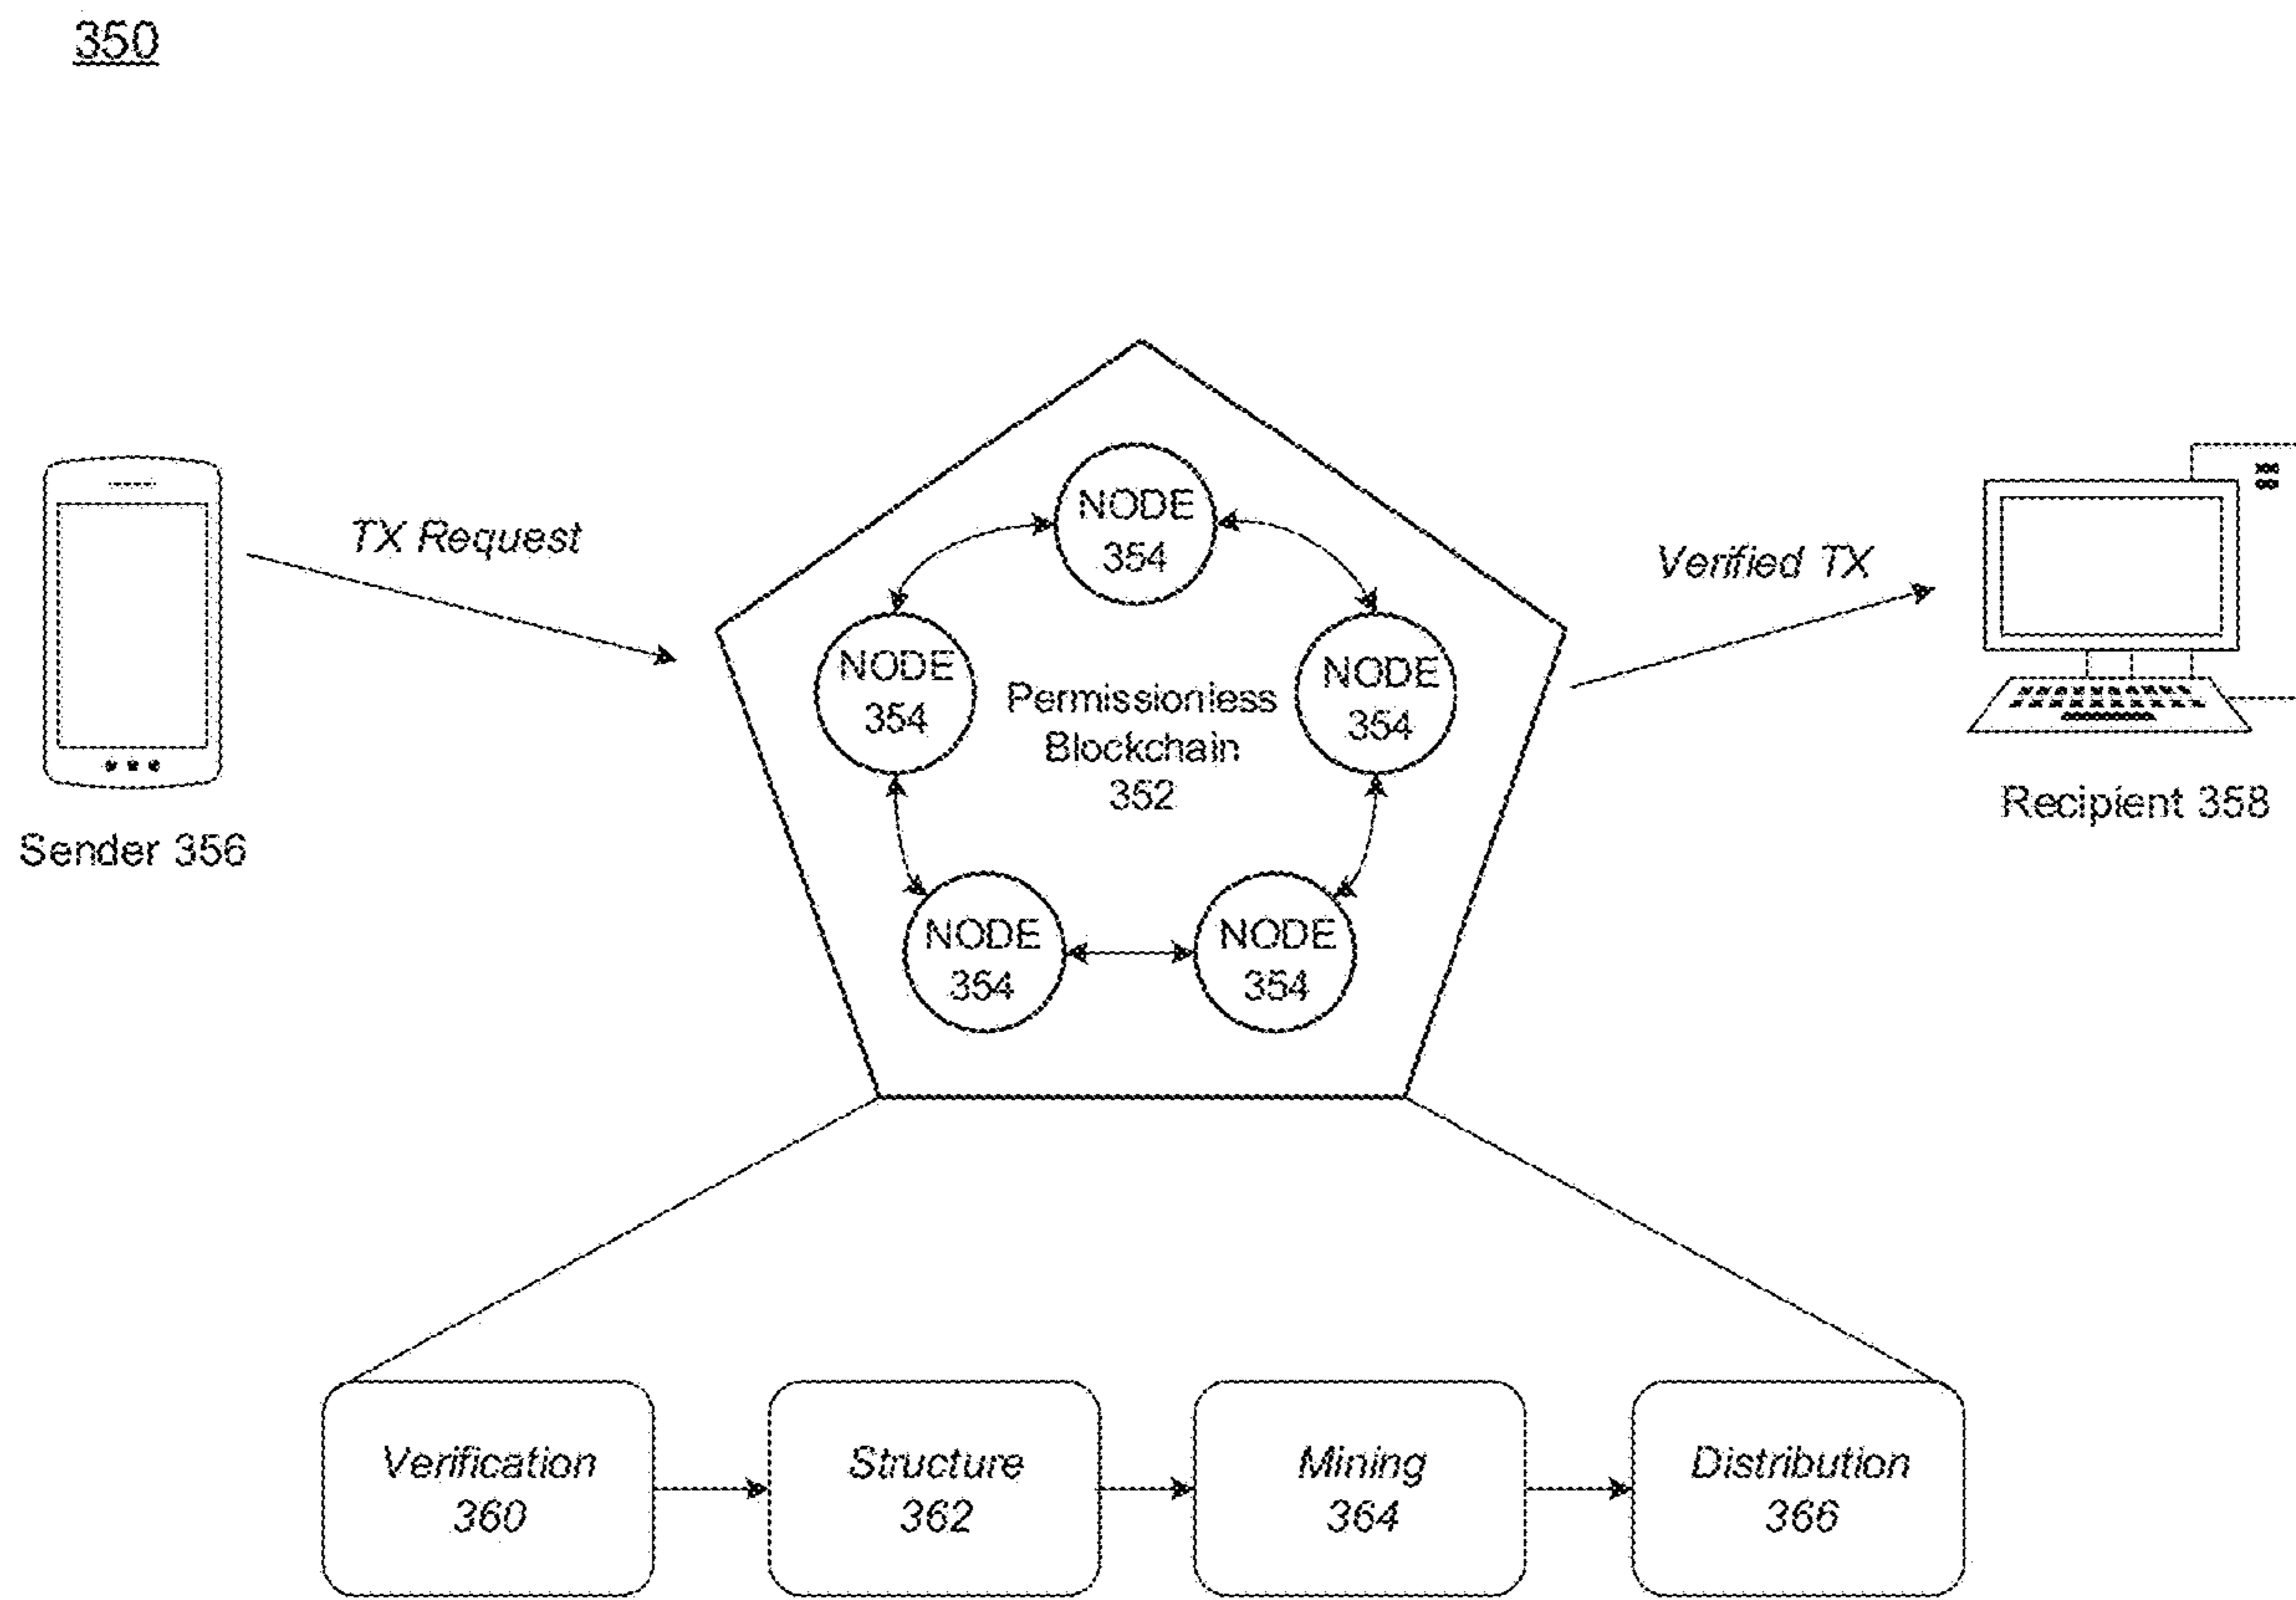 350
TX Request
Sender 356
NODE
354
NODE
354
NODE
354
Permissionless
Blockchain
352
NODE
354
NODE
354
Verified TX
Recipient 358
Verification
360
Structure
362
Mining
364
Distribution
366